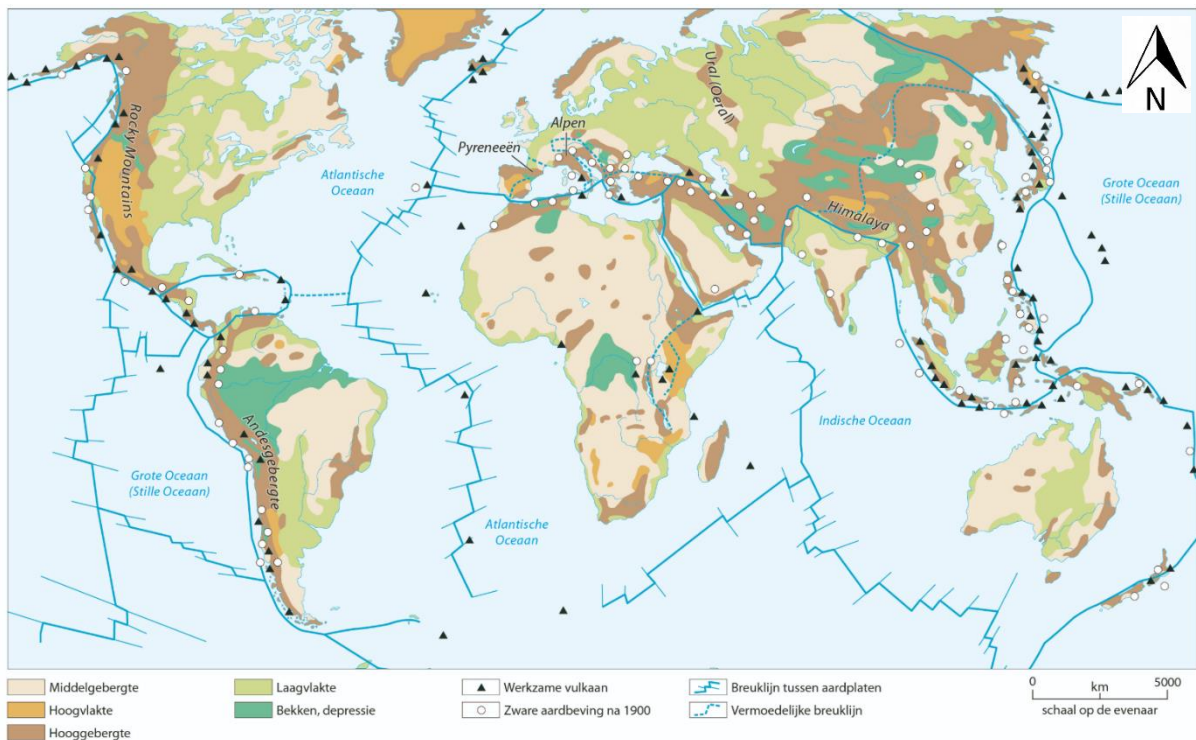 N
Rocky Mountains
Atlantische
Oceaan
Pyreneeën
Alpen
Ural (Oeral)
Himalaya
Grote Oceaan
(Stille Oceaan)
Andesgebergte
Grote Oceaan
(Stille Oceaan)
Atlantische
Oceaan
Indische Oceaan
Middelgebergte
Hoogvlakte
Hooggebergte
Laagvlakte
Bekken, depressie
Werkzame vulkaan
Zware aardbeving na 1900
Breuklijn tussen aardplaten
Vermoedelijke breuklijn
0 km 5000
schaal op de evenaar